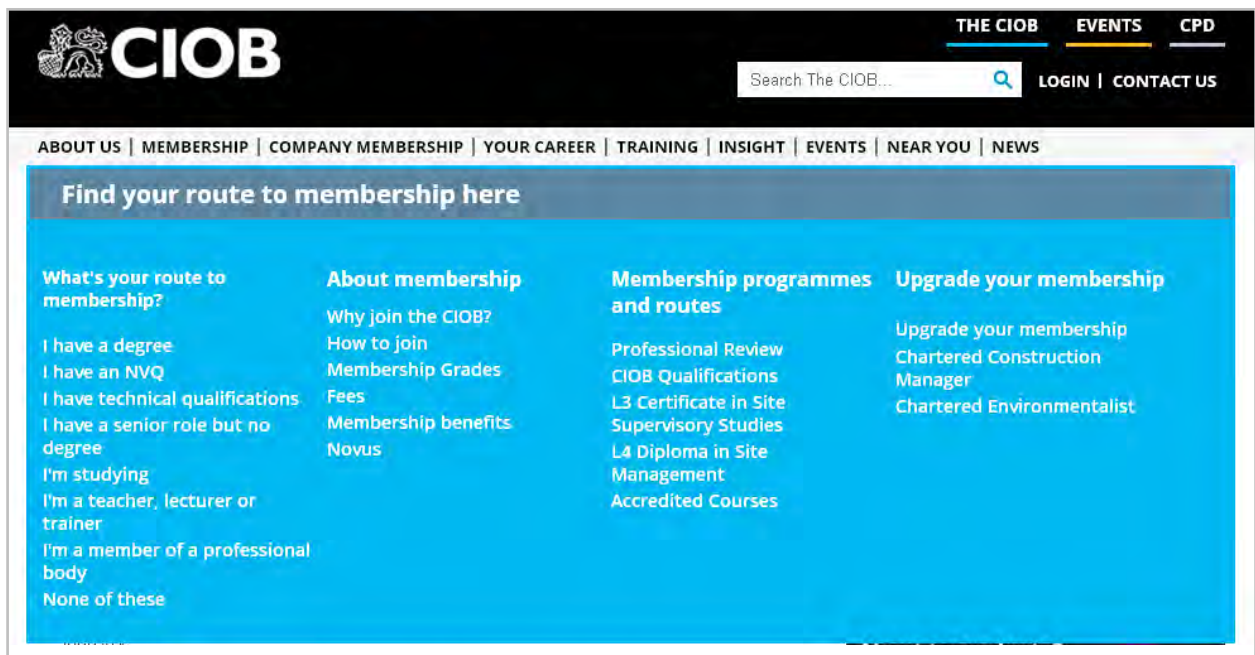 CIOB
THE CIOB EVENTS CPD
Search The CIOB...
LOGIN | CONTACT US
ABOUT US | MEMBERSHIP | COMPANY MEMBERSHIP | YOUR CAREER | TRAINING | INSIGHT | EVENTS | NEAR YOU | NEWS
Find your route to membership here
What's your route to
membership?
I have a degree
I have an NVQ
I have technical qualifications
I have a senior role but no
degree
I'm studying
I'm a teacher, lecturer or
trainer
I'm a member of a professional
body
None of these
About membership
Why join the CIOB?
How to join
Membership Grades
Fees
Membership benefits
Novus
Membership programmes
and routes
Professional Review
CIOB Qualifications
L3 Certificate in Site
Supervisory Studies
L4 Diploma in Site
Management
Accredited Courses
Upgrade your membership
Upgrade your membership
Chartered Construction
Manager
Chartered Environmentalist